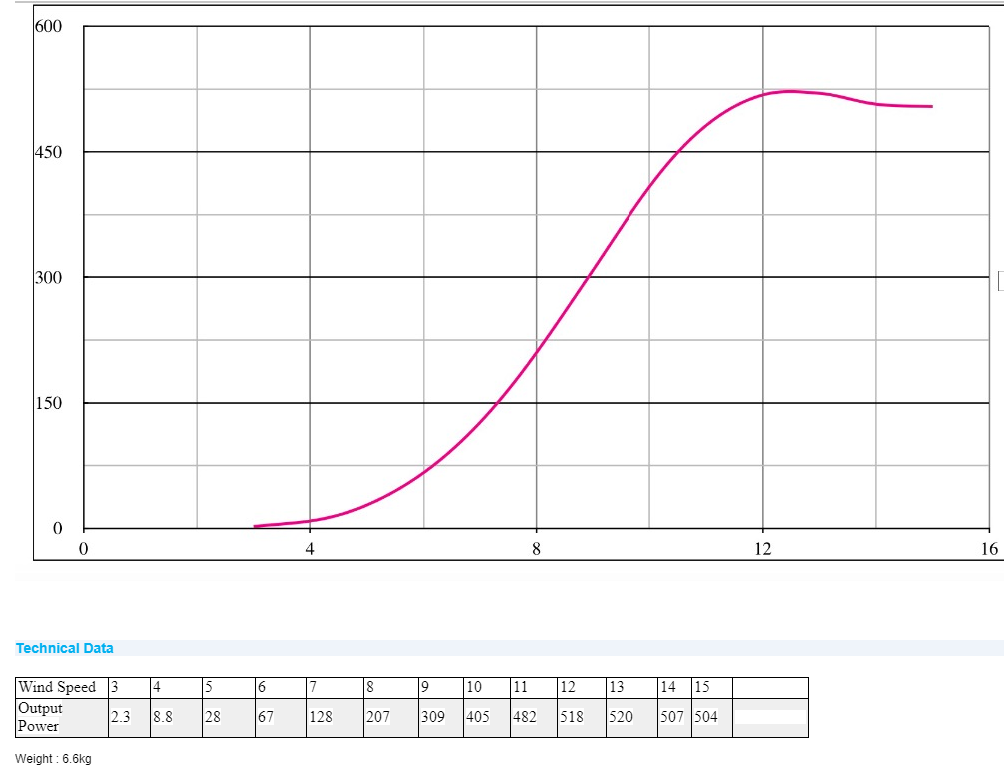 600
450
300
150
0
0 4 8 12 16
Technical Data
Wind Speed 3 4 5 6 7 8 9 10 11 12 13 14 15
Output
Power 2.3 8.8 28 67 128 207 309 405 482 518 520 507 504
Weight : 6.6kg